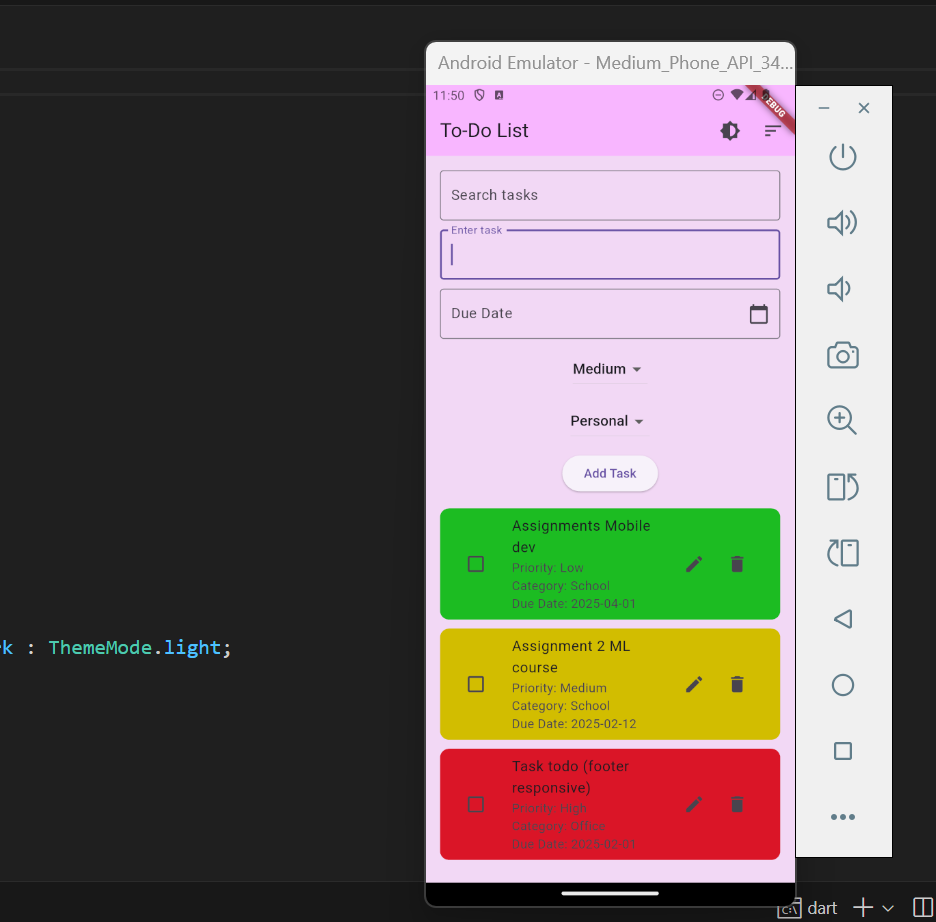 Android Emulator - Medium_Phone_API_34...
11:50
DEBUG
To-Do List
Search tasks
Enter task
Due Date
Medium
Personal
Add Task
Assignments Mobile
dev
Priority: Low
Category: School
Due Date: 2025-04-01
Assignment 2 ML
course
Priority: Medium
Category: School
Due Date: 2025-02-12
k : ThemeMode.light;
Task todo (footer
responsive)
Priority: High
Category: Office
Due Date: 2025-02-01
dart